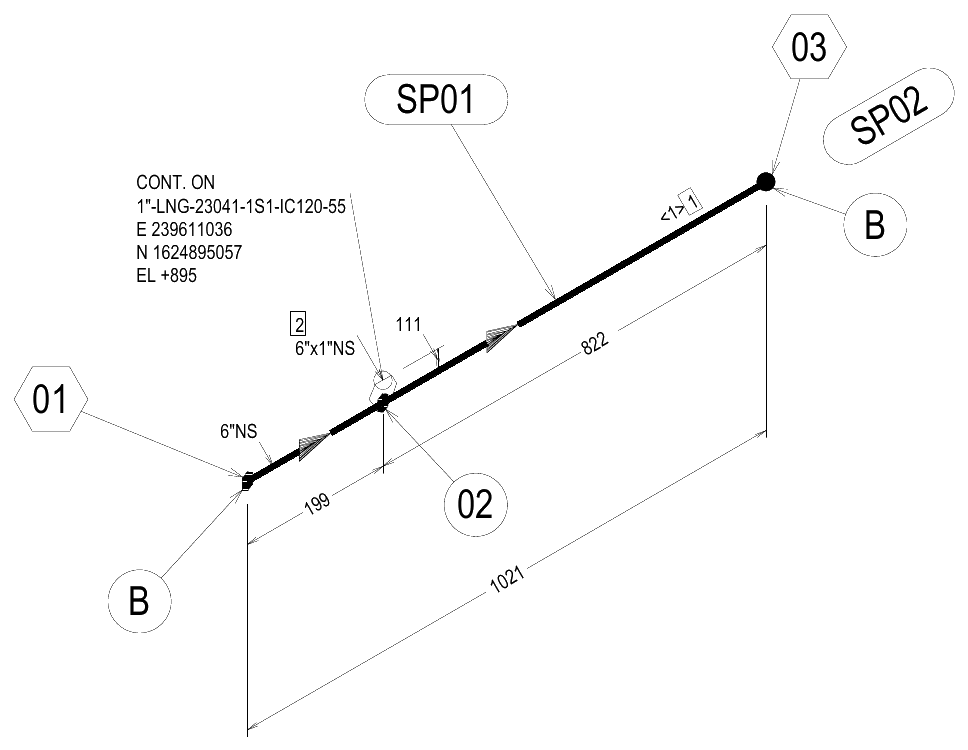 03
SP01
SP02
CONT. ON
1"-LNG-23041-1S1-IC120-55
E 239611036
N 1624895057
EL +895
<1> 1
B
2
6"x1"NS
111
822
01
6"NS
199
02
1021
B